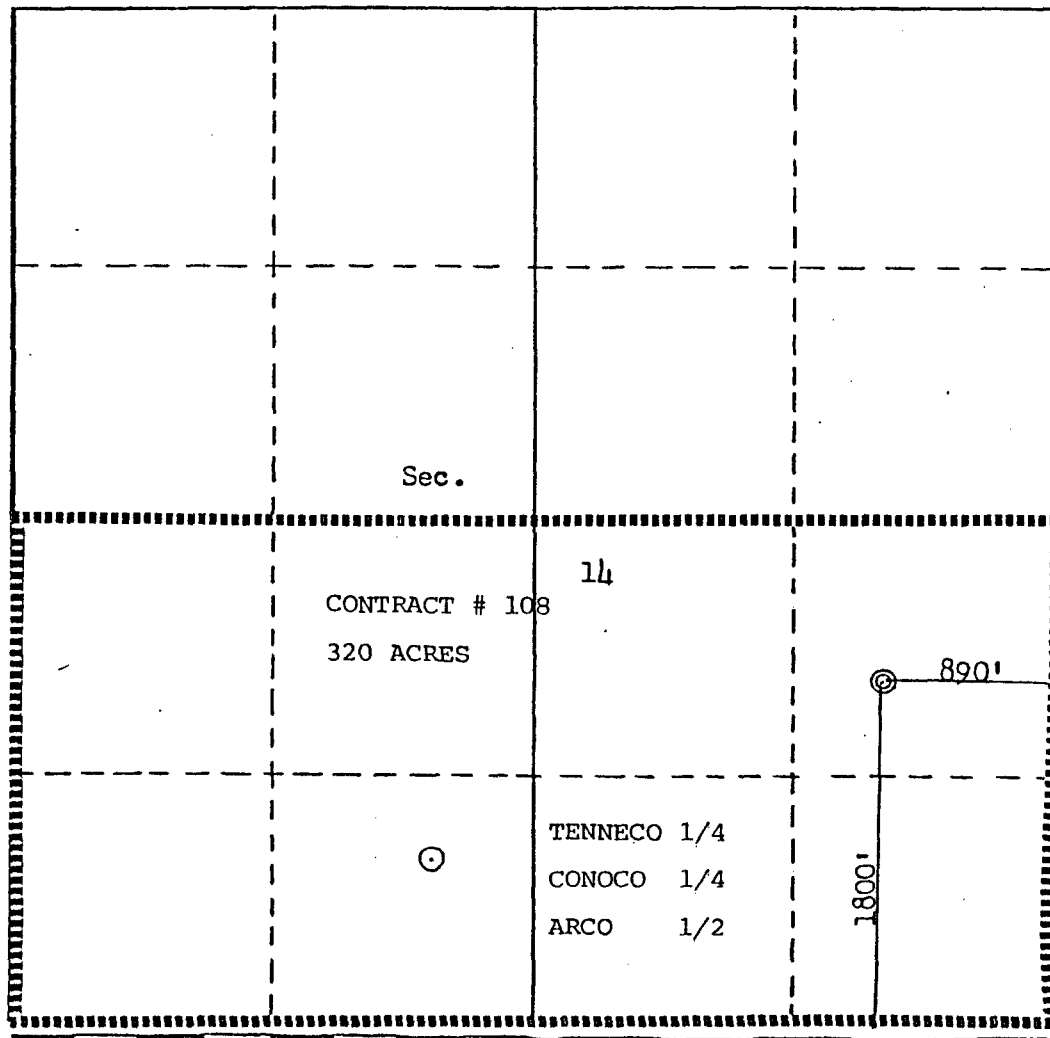 Sec.
14
CONTRACT # 108
320 ACRES
890'
TENNECO 1/4
CONOCO 1/4
ARCO 1/2
1800'